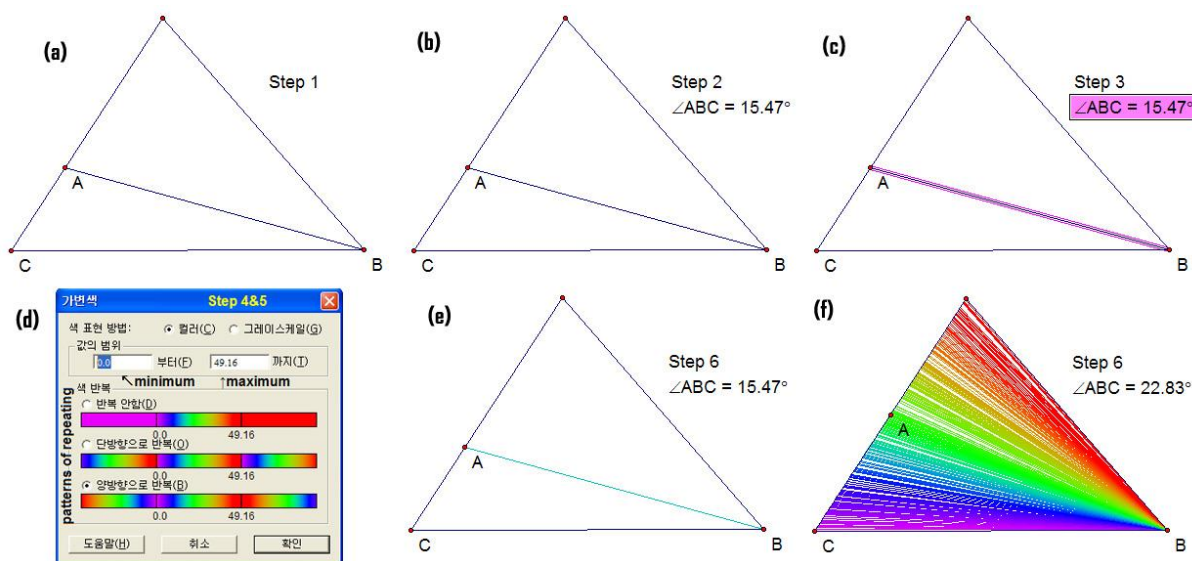 (a)
Step 1
A
C
B
(b)
Step 2
∠ABC = 15.47°
A
C
B
(c)
Step 3
∠ABC = 15.47°
A
C
B
(d)
가변색 Step 4&5
색 표현 방법: 컬러(C) 그레이스케일(G)
값의 범위
0.0 부터(F) 49.16 까지(T)
↖minimum ↑maximum
색 반복
patterns of repeating
반복 안함(D)
0.0 49.16
단방향으로 반복(O)
0.0 49.16
양방향으로 반복(B)
0.0 49.16
도움말(H) 취소 확인
(e)
Step 6
∠ABC = 15.47°
A
C
B
(f)
Step 6
∠ABC = 22.83°
A
C
B